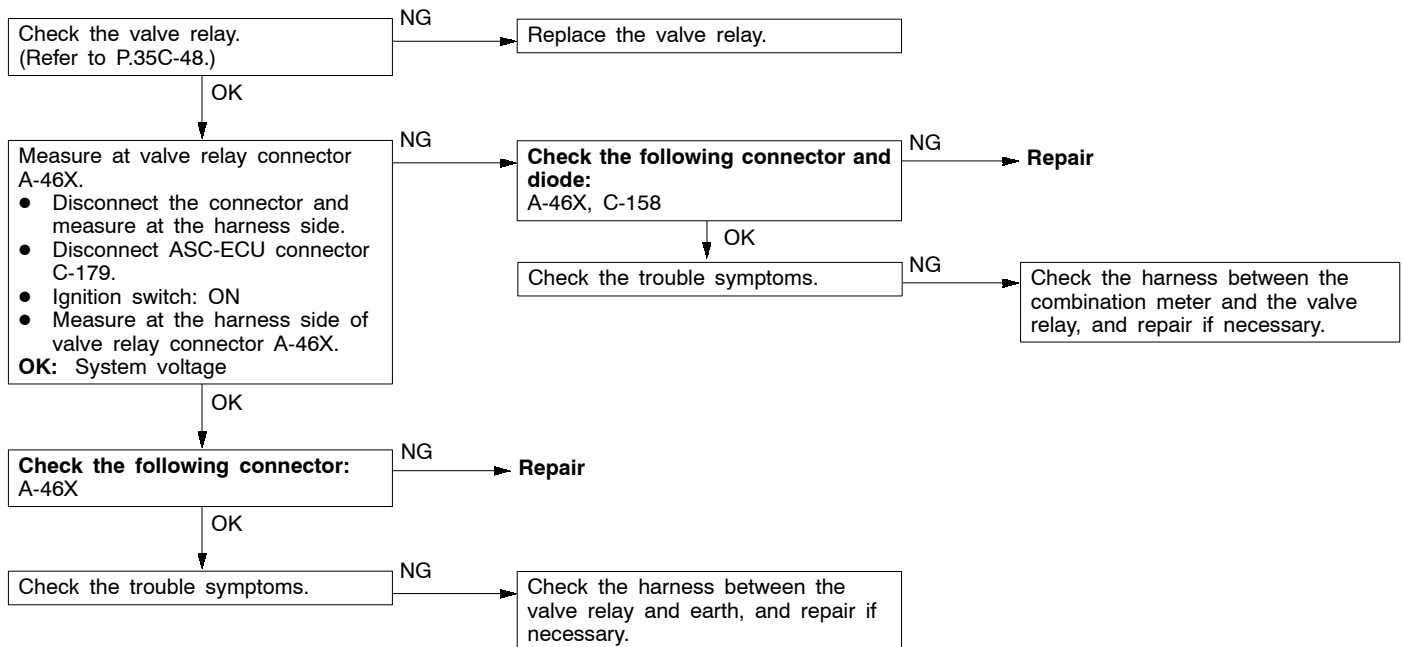 Check the valve relay.
(Refer to P.35C-48.)
NG
Replace the valve relay.
OK
Measure at valve relay connector
A-46X.
● Disconnect the connector and
measure at the harness side.
● Disconnect ASC-ECU connector
C-179.
● Ignition switch: ON
● Measure at the harness side of
valve relay connector A-46X.
OK: System voltage
NG
Check the following connector and
diode:
A-46X, C-158
NG
Repair
OK
Check the trouble symptoms.
NG
Check the harness between the
combination meter and the valve
relay, and repair if necessary.
OK
Check the following connector:
A-46X
NG
Repair
OK
Check the trouble symptoms.
NG
Check the harness between the
valve relay and earth, and repair if
necessary.